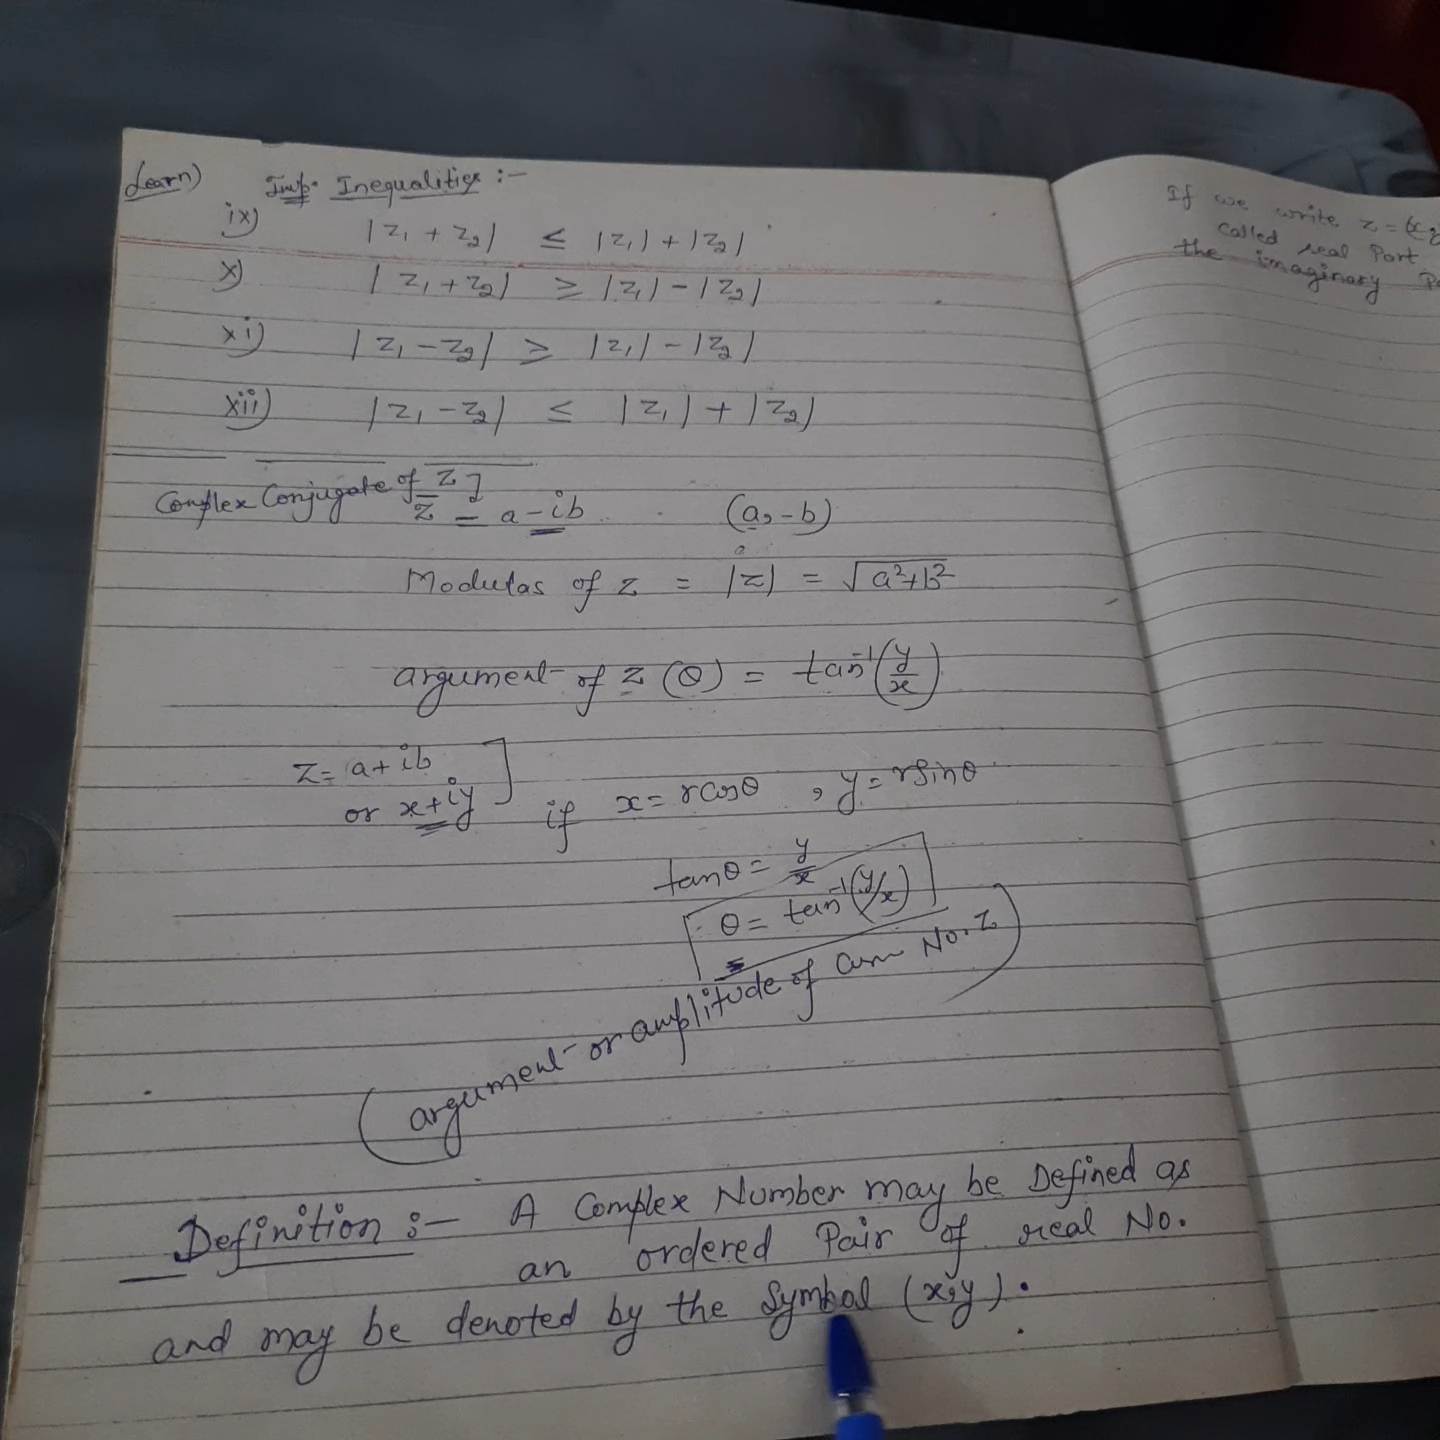 Learn) Imp. Inequalities :-
ix) |z₁ + z₂| ≤ |z₁| + |z₂|
x) |z₁ + z₂| ≥ |z₁| - |z₂|
xi) |z₁ - z₂| ≥ |z₁| - |z₂|
xii) |z₁ - z₂| ≤ |z₁| + |z₂|
Complex Conjugate of z]
z̅ = a - ib (a, -b)
Modulas of z = |z| = √a²+b²
argument of z (θ) = tan⁻¹(y/x)
z = a + ib
or x + iy] if x = r cosθ , y = r sinθ
tanθ = y/x
θ = tan⁻¹(y/x)
(argument or amplitude of No. z)
Definition :- A Complex Number may be Defined as
an ordered Pair of real No.
and may be denoted by the Symbol (x, y).
If we write z = (x,
called real Part
the imaginary